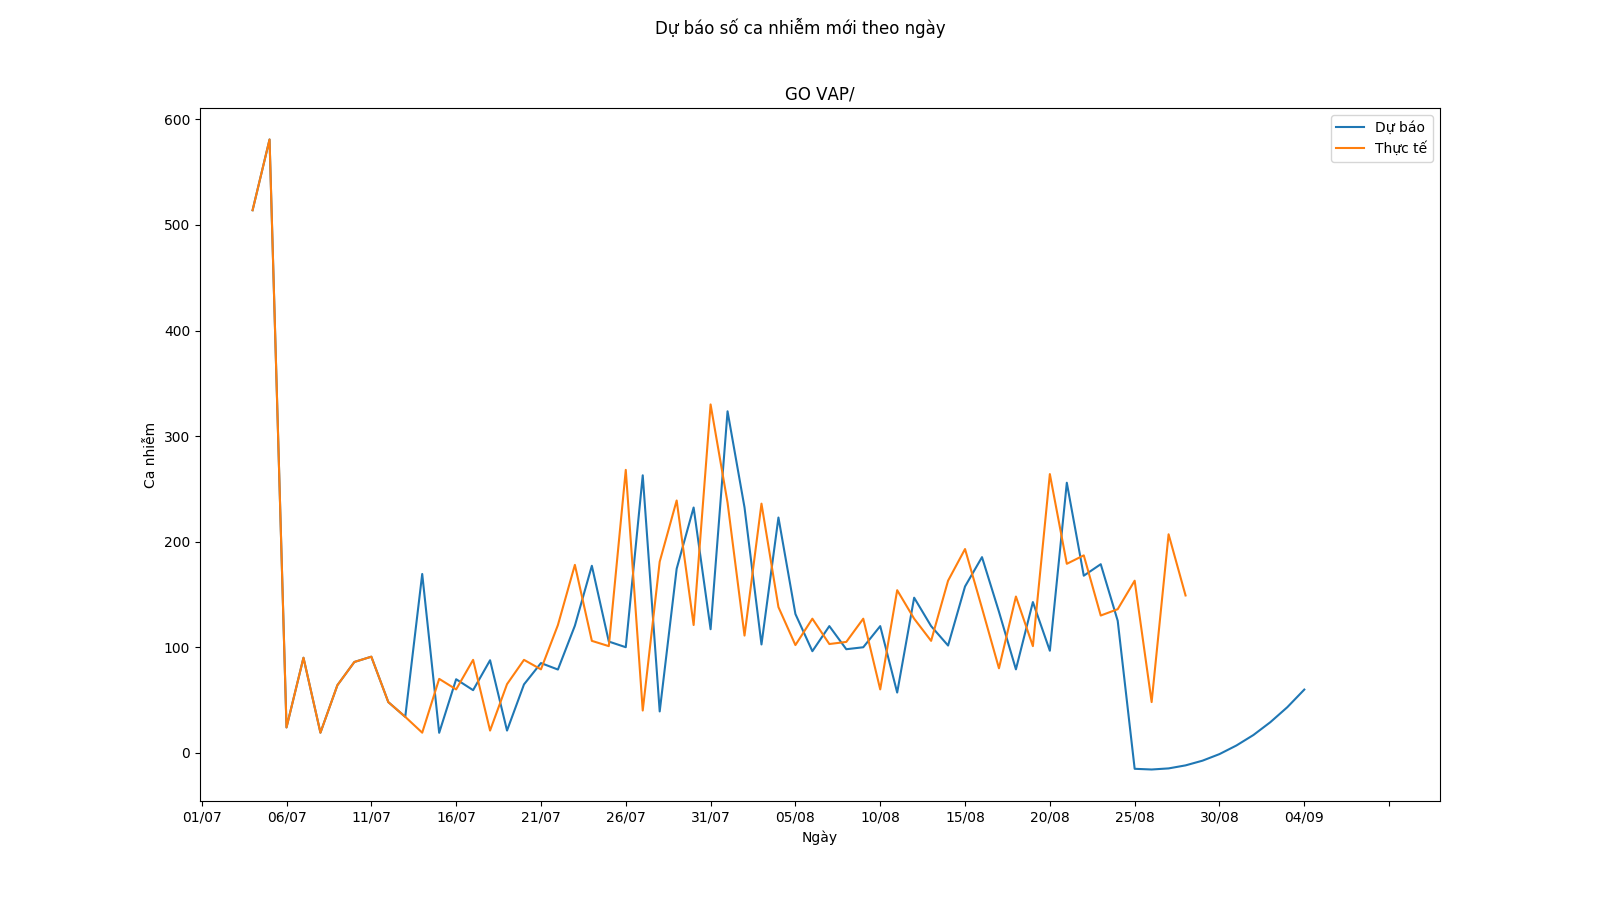 Dự báo số ca nhiễm mới theo ngày
GO VAP/
Dự báo
Thực tế
600
500
400
300
200
100
0
Ca nhiễm
01/07 06/07 11/07 16/07 21/07 26/07 31/07 05/08 10/08 15/08 20/08 25/08 30/08 04/09
Ngày